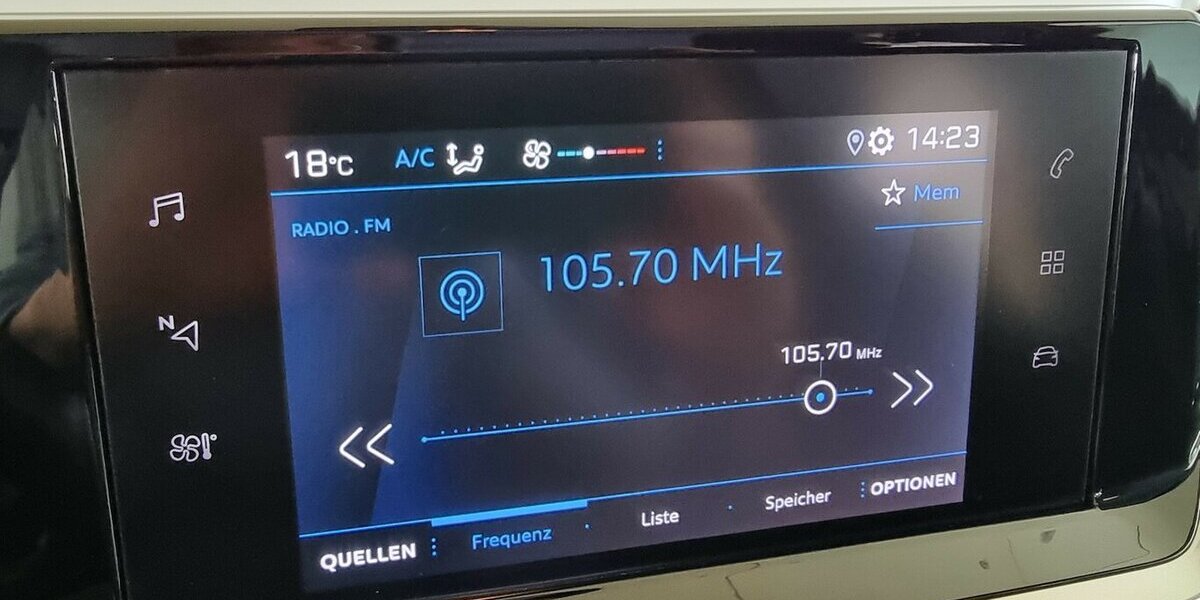 18°C A/C 14:23
Mem
RADIO . FM
105.70 MHz
105.70 MHz
N
QUELLEN Frequenz Liste Speicher OPTIONEN